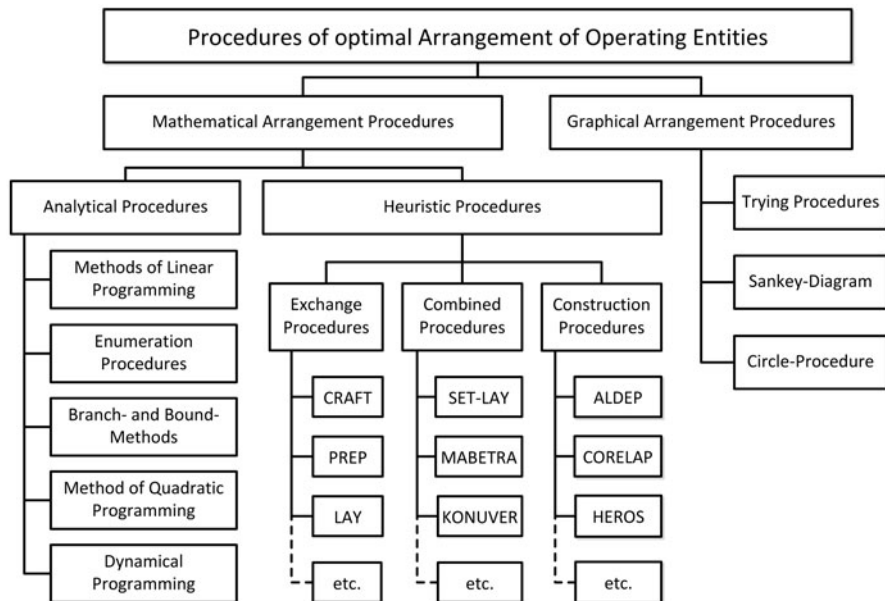 Procedures of optimal Arrangement of Operating Entities
Mathematical Arrangement Procedures
Graphical Arrangement Procedures
Analytical Procedures
Heuristic Procedures
Trying Procedures
Sankey-Diagram
Circle-Procedure
Methods of Linear
Programming
Enumeration
Procedures
Branch- and Bound-
Methods
Method of Quadratic
Programming
Dynamical
Programming
Exchange
Procedures
CRAFT
PREP
LAY
etc.
Combined
Procedures
SET-LAY
MABETRA
KONUVER
etc.
Construction
Procedures
ALDEP
CORELAP
HEROS
etc.